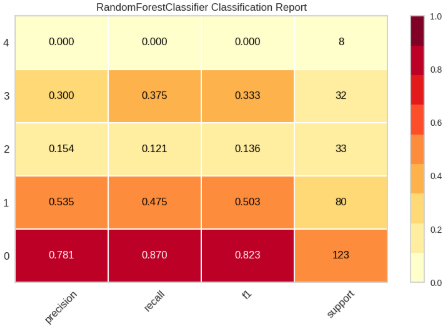 RandomForestClassifier Classification Report
4 0.000 0.000 0.000 8
3 0.300 0.375 0.333 32
2 0.154 0.121 0.136 33
1 0.535 0.475 0.503 80
0 0.781 0.870 0.823 123
precision recall f1 support
1.0
0.8
0.6
0.4
0.2
0.0